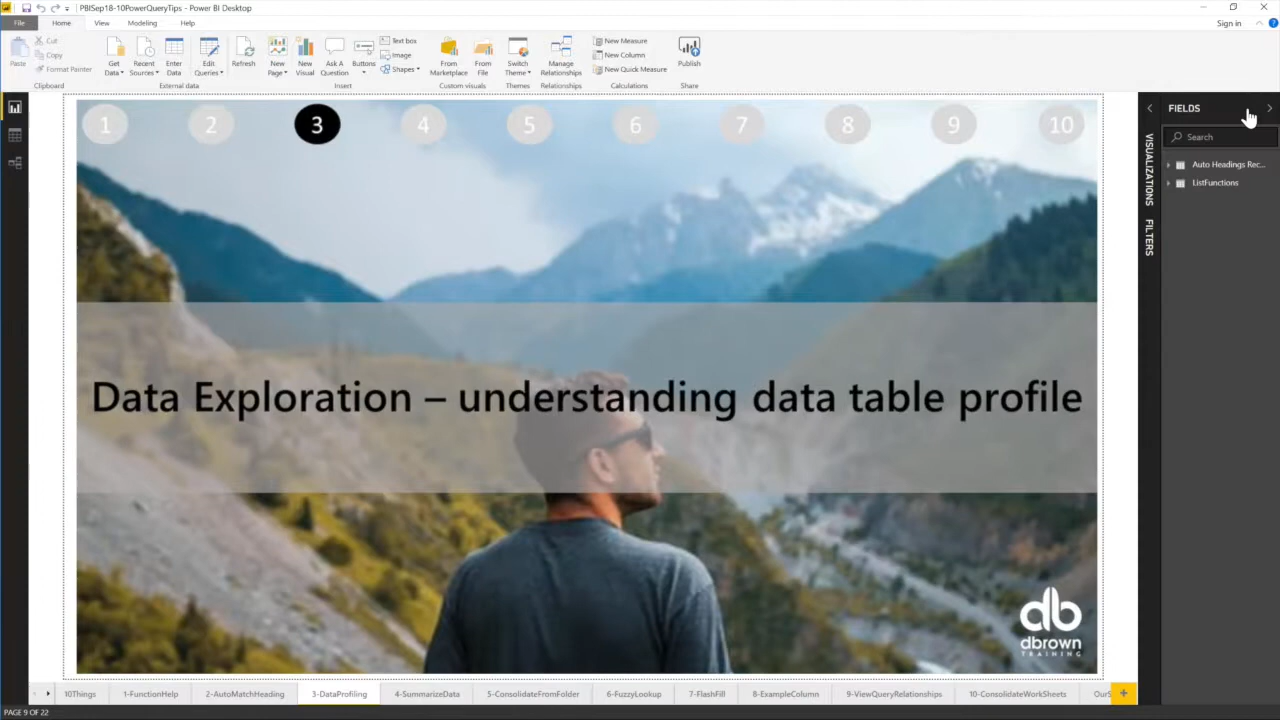 PBISep18-10PowerQueryTips - Power BI Desktop
File Home View Modeling Help
Sign in
Paste
Cut
Copy
Format Painter
Get Data
Recent Sources
Enter Data
Edit Queries
Refresh
New Page
New Visual
Ask A Question
Buttons
Text box
Image
Shapes
From Marketplace
From File
Switch Theme
Manage Relationships
New Measure
New Column
New Quick Measure
Publish
Clipboard External data Insert Custom visuals Themes Relationships Calculations Share
1 2 3 4 5 6 7 8 9 10
Data Exploration – understanding data table profile
db
dbrown
TRAINING
VISUALIZATIONS
FILTERS
FIELDS
Search
Auto Headings Rec...
ListFunctions
10Things 1-FunctionHelp 2-AutoMatchHeading 3-DataProfiling 4-SummarizeData 5-ConsolidateFromFolder 6-FuzzyLookup 7-FlashFill 8-ExampleColumn 9-ViewQueryRelationships 10-ConsolidateWorkSheets
PAGE 9 OF 22